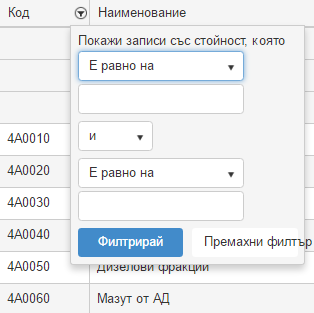 Код Наименование
Покажи записи със стойност, която
Е равно на
и
Е равно на
Филтрирай Премахни филтър
4A0010
4A0020
4A0030
4A0040
4A0050 Дизелови фракции
4A0060 Мазут от АД